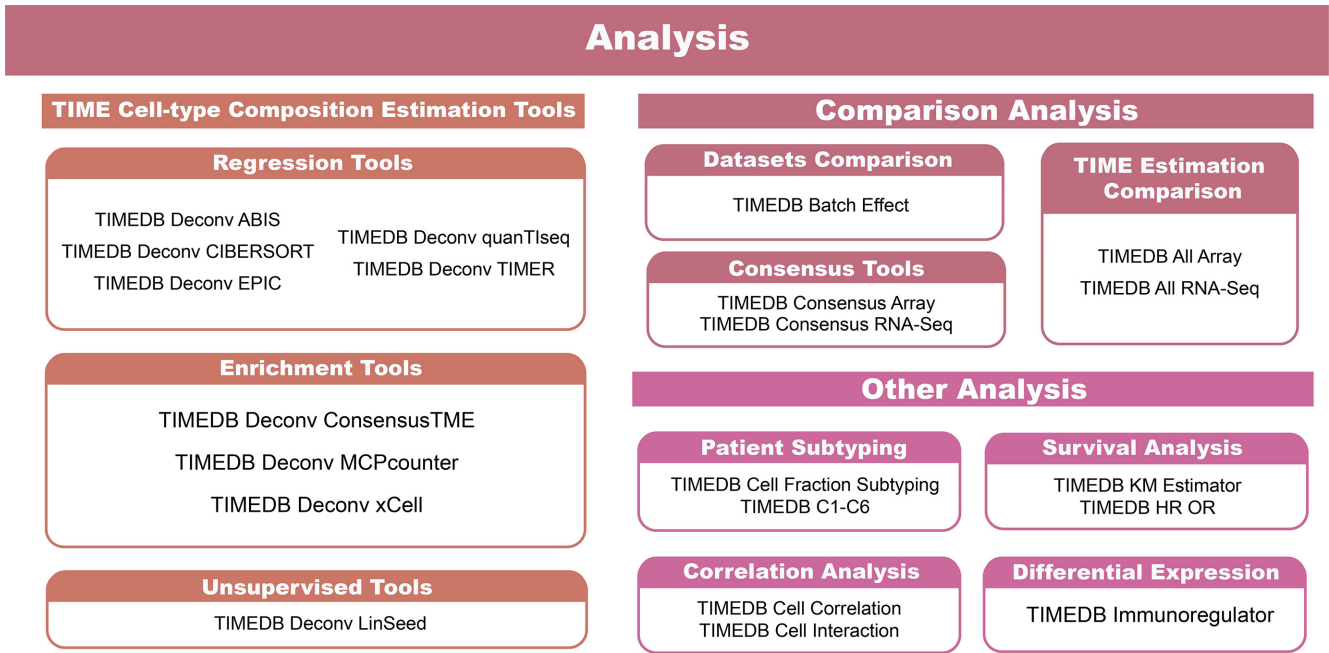 Analysis
TIME Cell-type Composition Estimation Tools
Regression Tools
TIMEDB Deconv ABIS
TIMEDB Deconv CIBERSORT
TIMEDB Deconv EPIC
TIMEDB Deconv quanTIseq
TIMEDB Deconv TIMER
Enrichment Tools
TIMEDB Deconv ConsensusTME
TIMEDB Deconv MCPcounter
TIMEDB Deconv xCell
Unsupervised Tools
TIMEDB Deconv LinSeed
Comparison Analysis
Datasets Comparison
TIMEDB Batch Effect
Consensus Tools
TIMEDB Consensus Array
TIMEDB Consensus RNA-Seq
TIME Estimation
Comparison
TIMEDB All Array
TIMEDB All RNA-Seq
Other Analysis
Patient Subtyping
TIMEDB Cell Fraction Subtyping
TIMEDB C1-C6
Survival Analysis
TIMEDB KM Estimator
TIMEDB HR OR
Correlation Analysis
TIMEDB Cell Correlation
TIMEDB Cell Interaction
Differential Expression
TIMEDB Immunoregulator